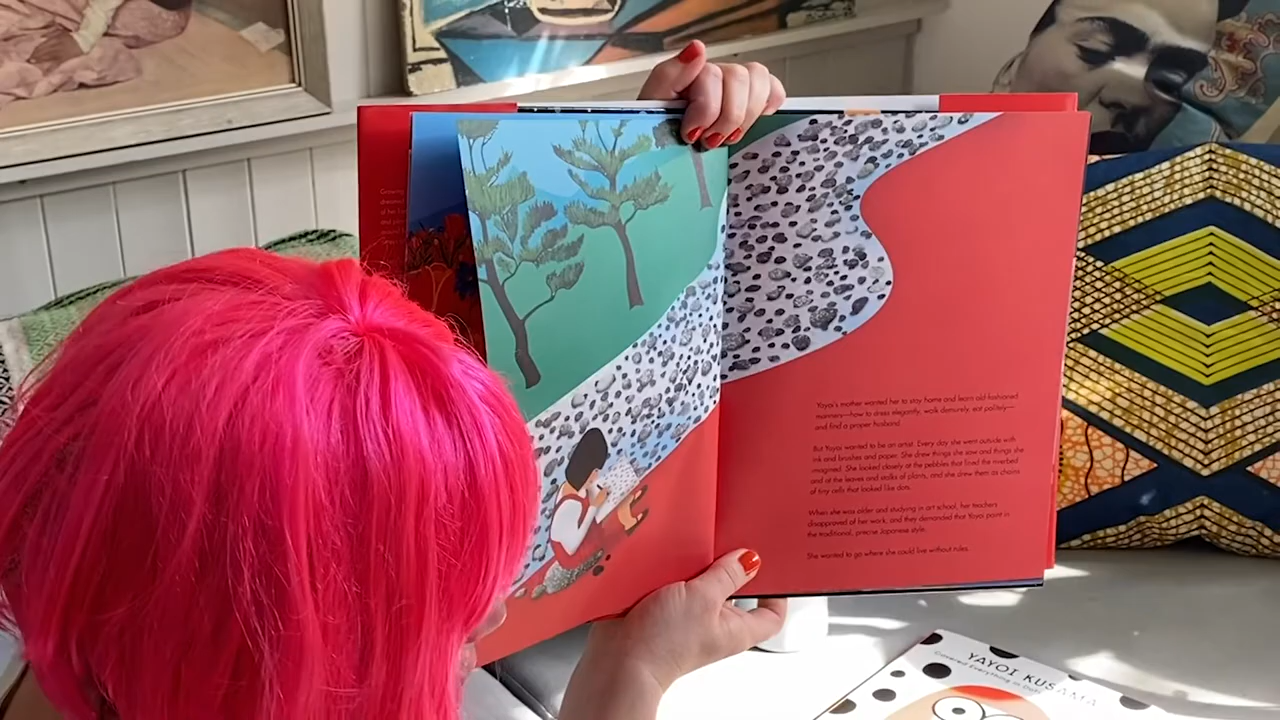 Growing
Yayoi's mother wanted her to stay home and learn old-fashioned
manners—how to dress elegantly, walk demurely, eat politely—
and find a proper husband.
But Yayoi wanted to be an artist. Every day she went outside with
ink and brushes and paper. She drew things she saw and things she
imagined. She looked closely at the pebbles that lined the riverbed
and at the leaves and stalks of plants, and she drew them as chains
of tiny cells that looked like dots.
When she was older and studying in art school, her teachers
disapproved of her work, and they demanded that Yayoi paint in
the traditional, precise Japanese style.
She wanted to go where she could live without rules.
YAYOI KUSAMA
Covered Everything in Dots